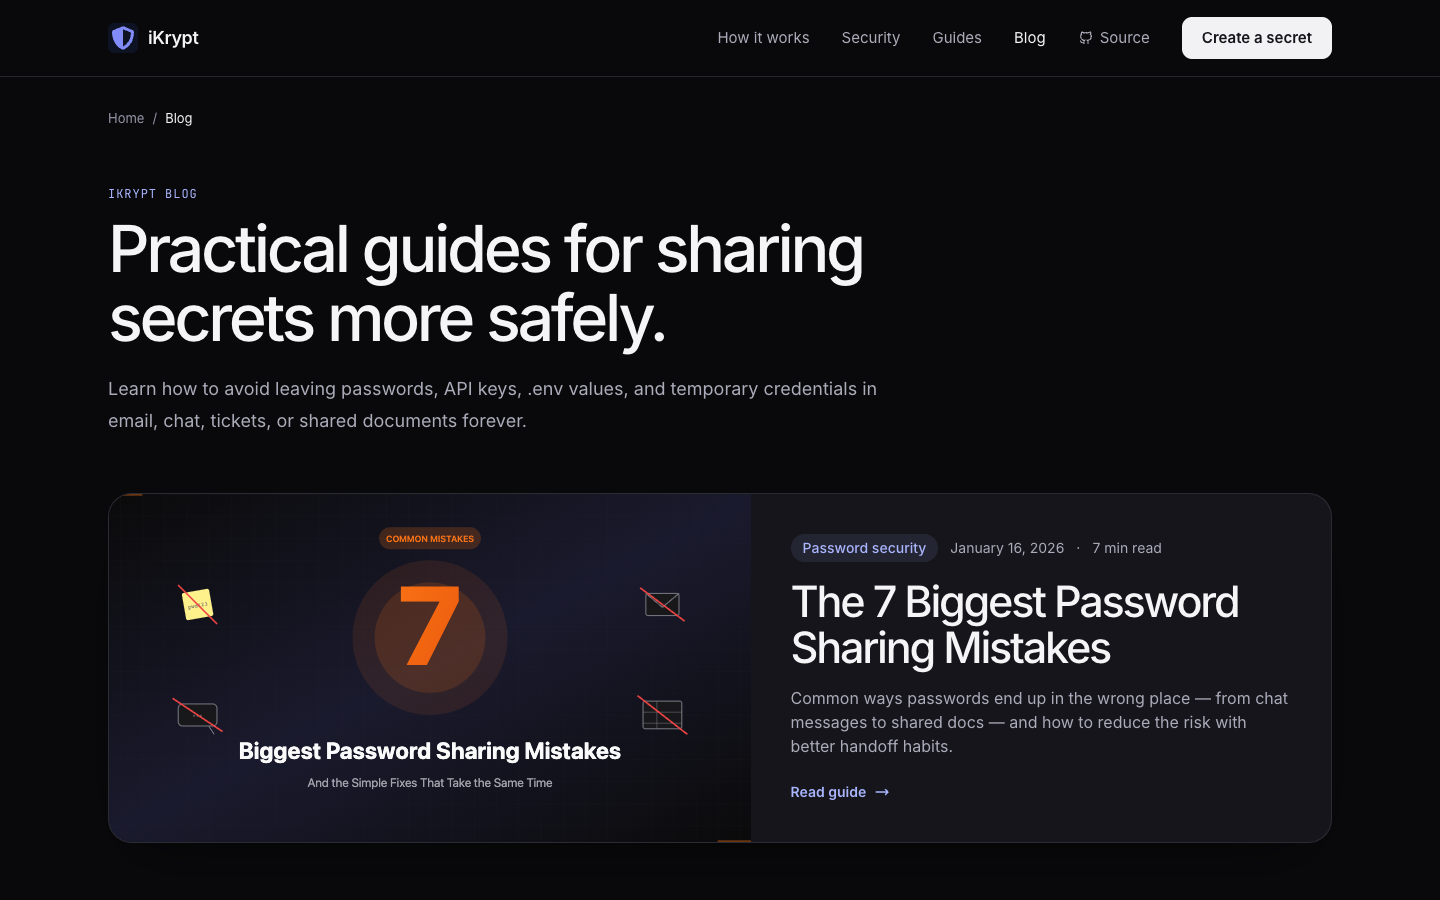 iKrypt
How it works
Security
Guides
Blog
Source
Create a secret
Home / Blog
IKRYPT BLOG
Practical guides for sharing
secrets more safely.
Learn how to avoid leaving passwords, API keys, .env values, and temporary credentials in
email, chat, tickets, or shared documents forever.
COMMON MISTAKES
7
Biggest Password Sharing Mistakes
And the Simple Fixes That Take the Same Time
Password security January 16, 2026 · 7 min read
The 7 Biggest Password
Sharing Mistakes
Common ways passwords end up in the wrong place — from chat
messages to shared docs — and how to reduce the risk with
better handoff habits.
Read guide →